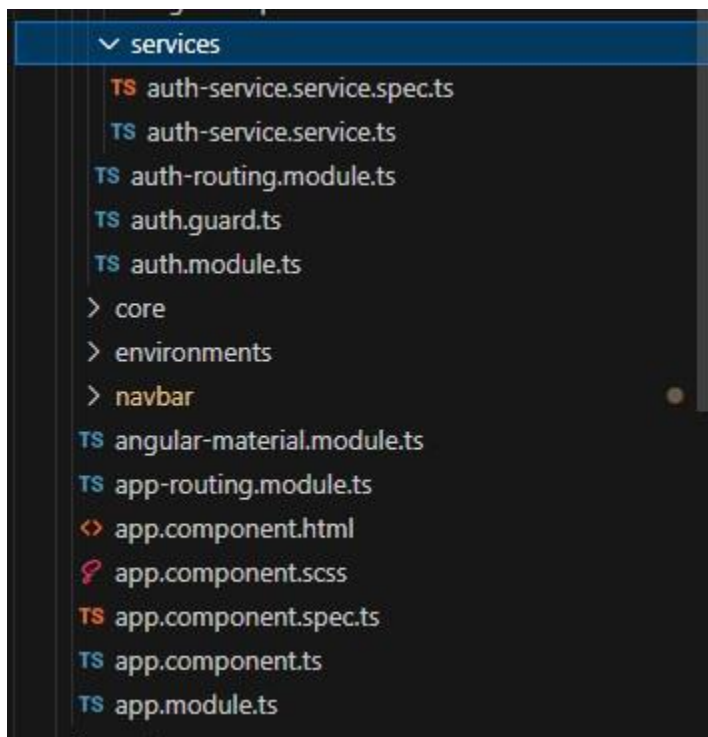 services
TS auth-service.service.spec.ts
TS auth-service.service.ts
TS auth-routing.module.ts
TS auth.guard.ts
TS auth.module.ts
core
environments
navbar
TS angular-material.module.ts
TS app-routing.module.ts
<> app.component.html
app.component.scss
TS app.component.spec.ts
TS app.component.ts
TS app.module.ts